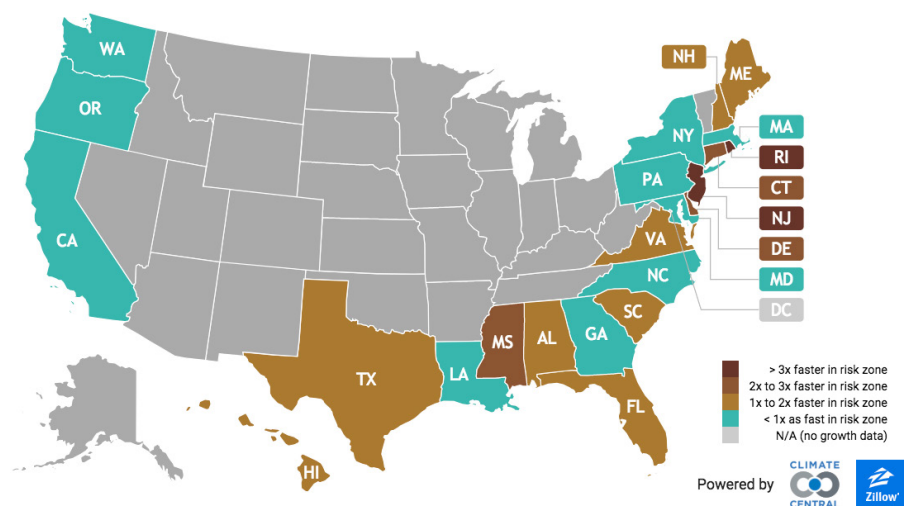 WA
OR
CA
TX
HI
LA
MS
AL
GA
FL
SC
NC
VA
PA
NY
ME
NH
MA
RI
CT
NJ
DE
MD
DC
> 3x faster in risk zone
2x to 3x faster in risk zone
1x to 2x faster in risk zone
< 1x as fast in risk zone
N/A (no growth data)
Powered by
CLIMATE
CENTRAL
Zillow